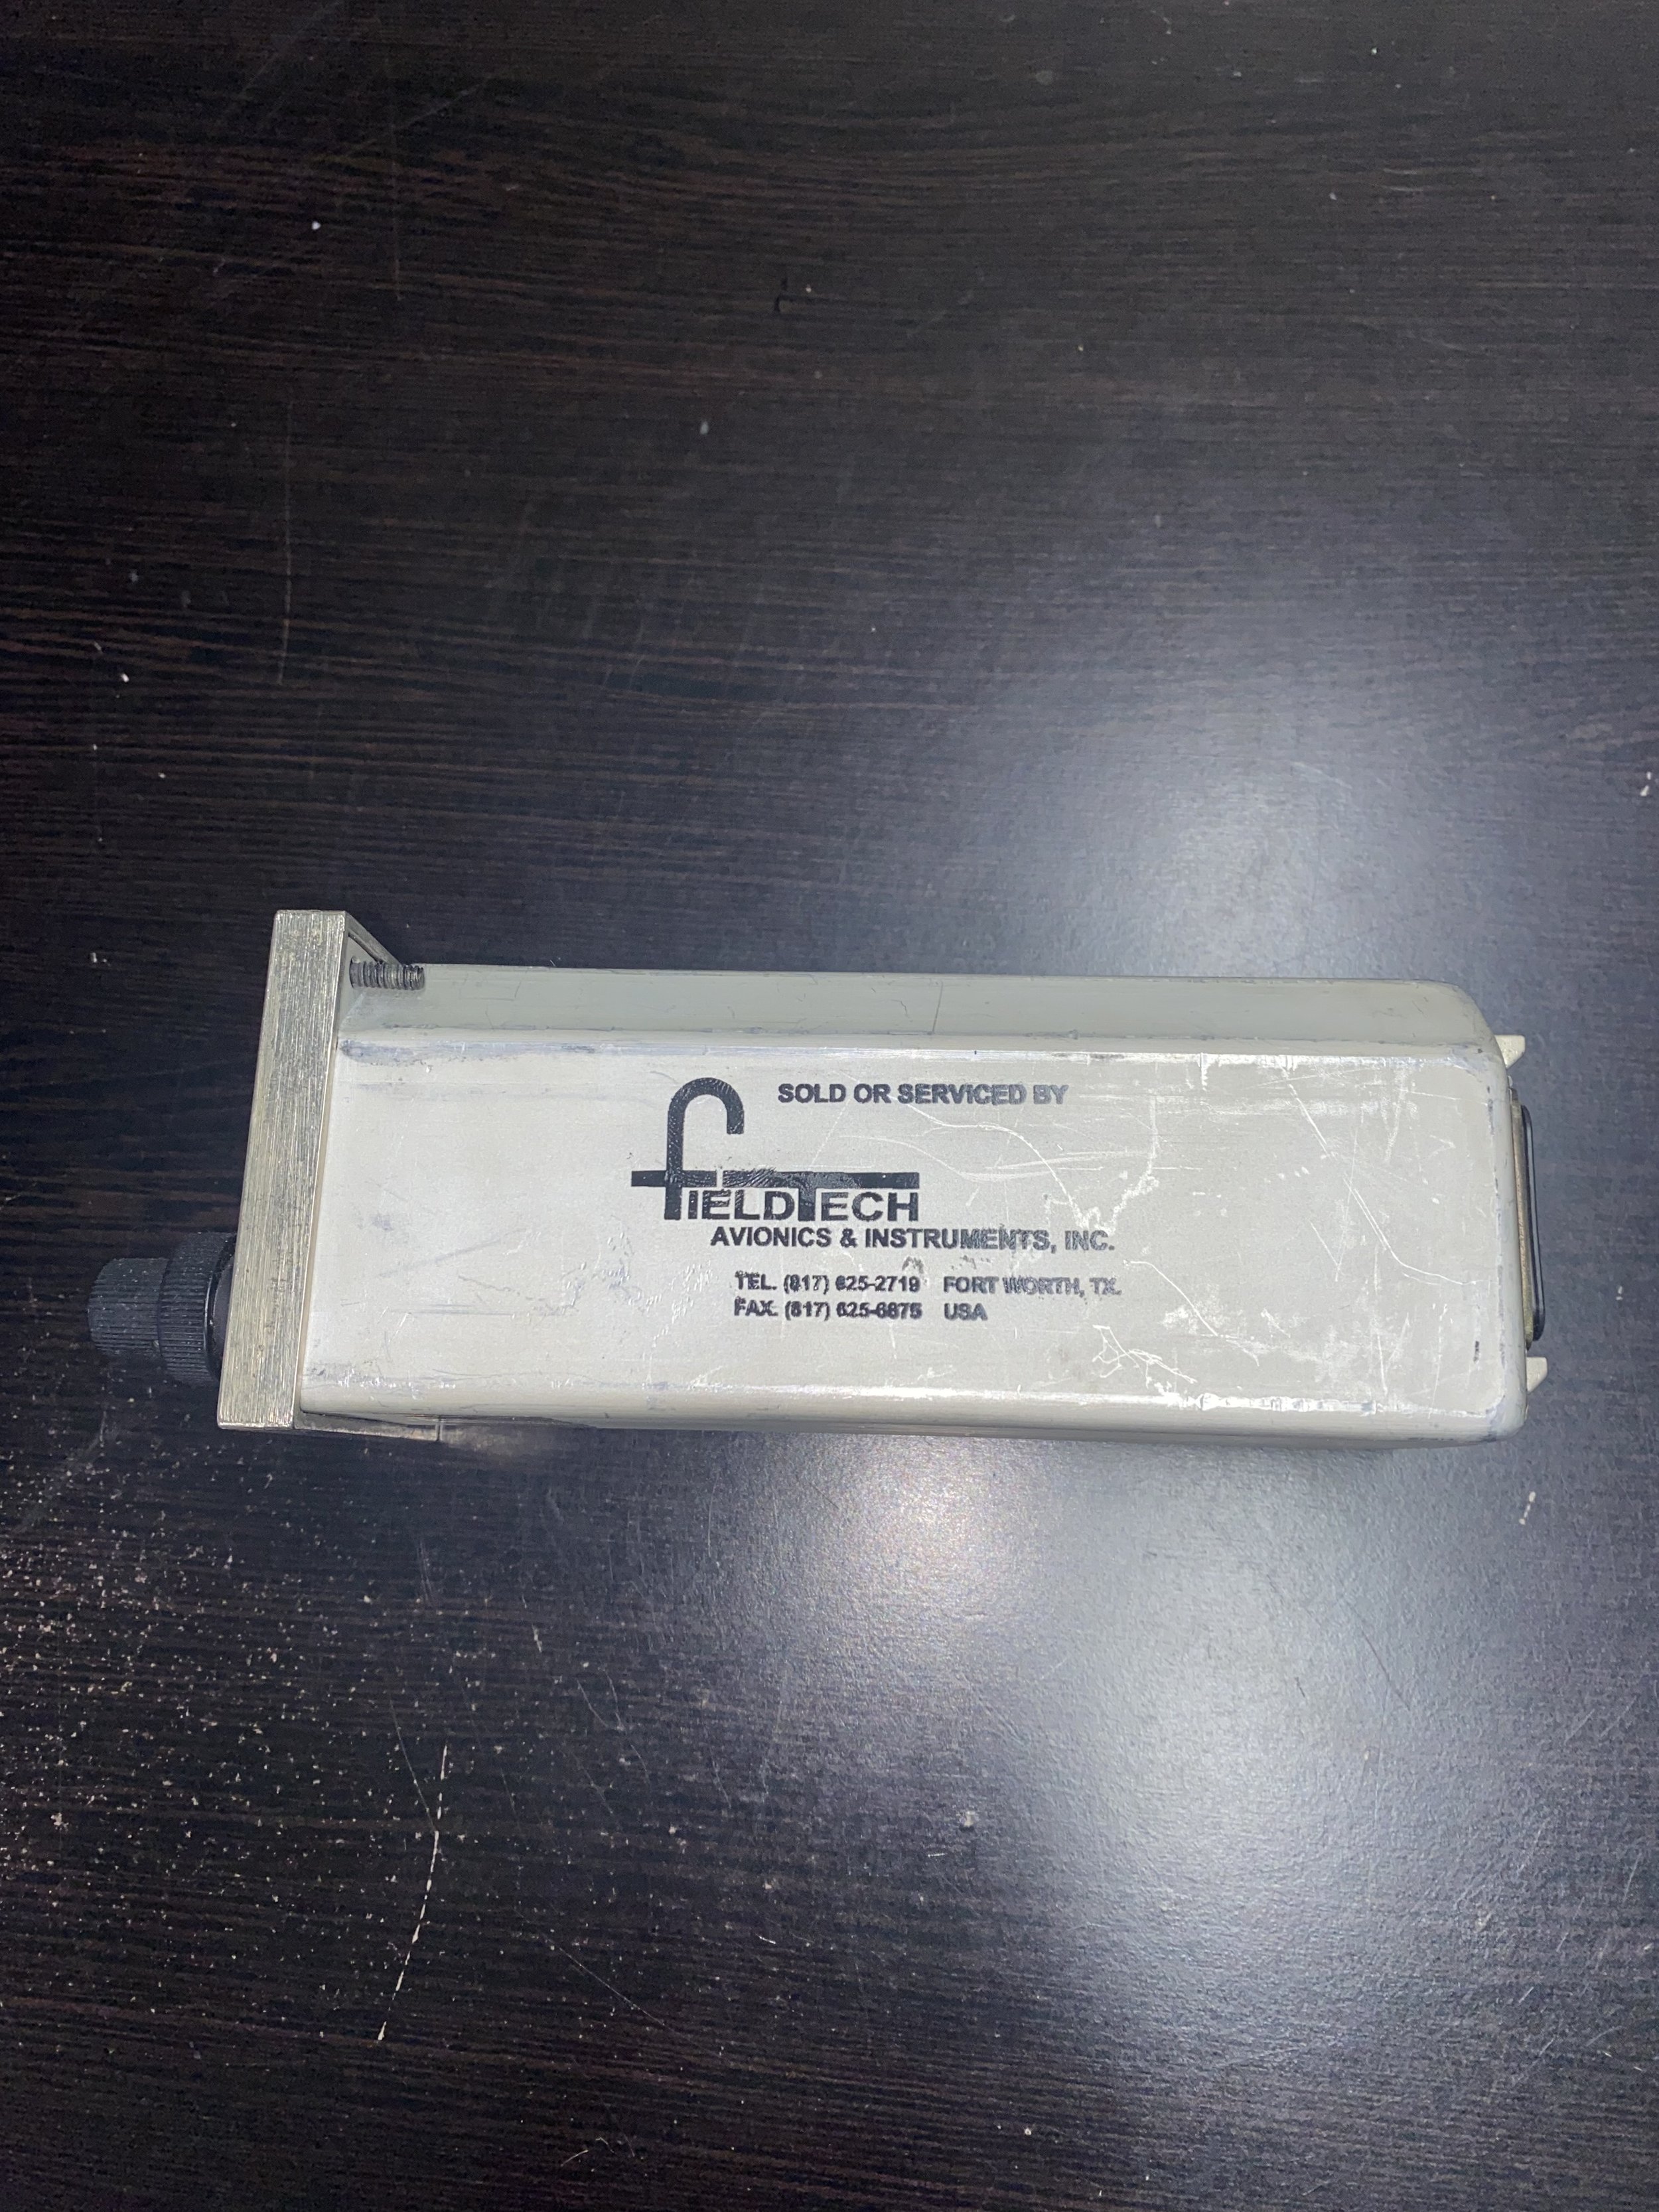 SOLD OR SERVICED BY
FIELDTECH
AVIONICS & INSTRUMENTS, INC.
TEL. (817) 625-2719 FORT WORTH, TX.
FAX. (817) 625-6875 USA